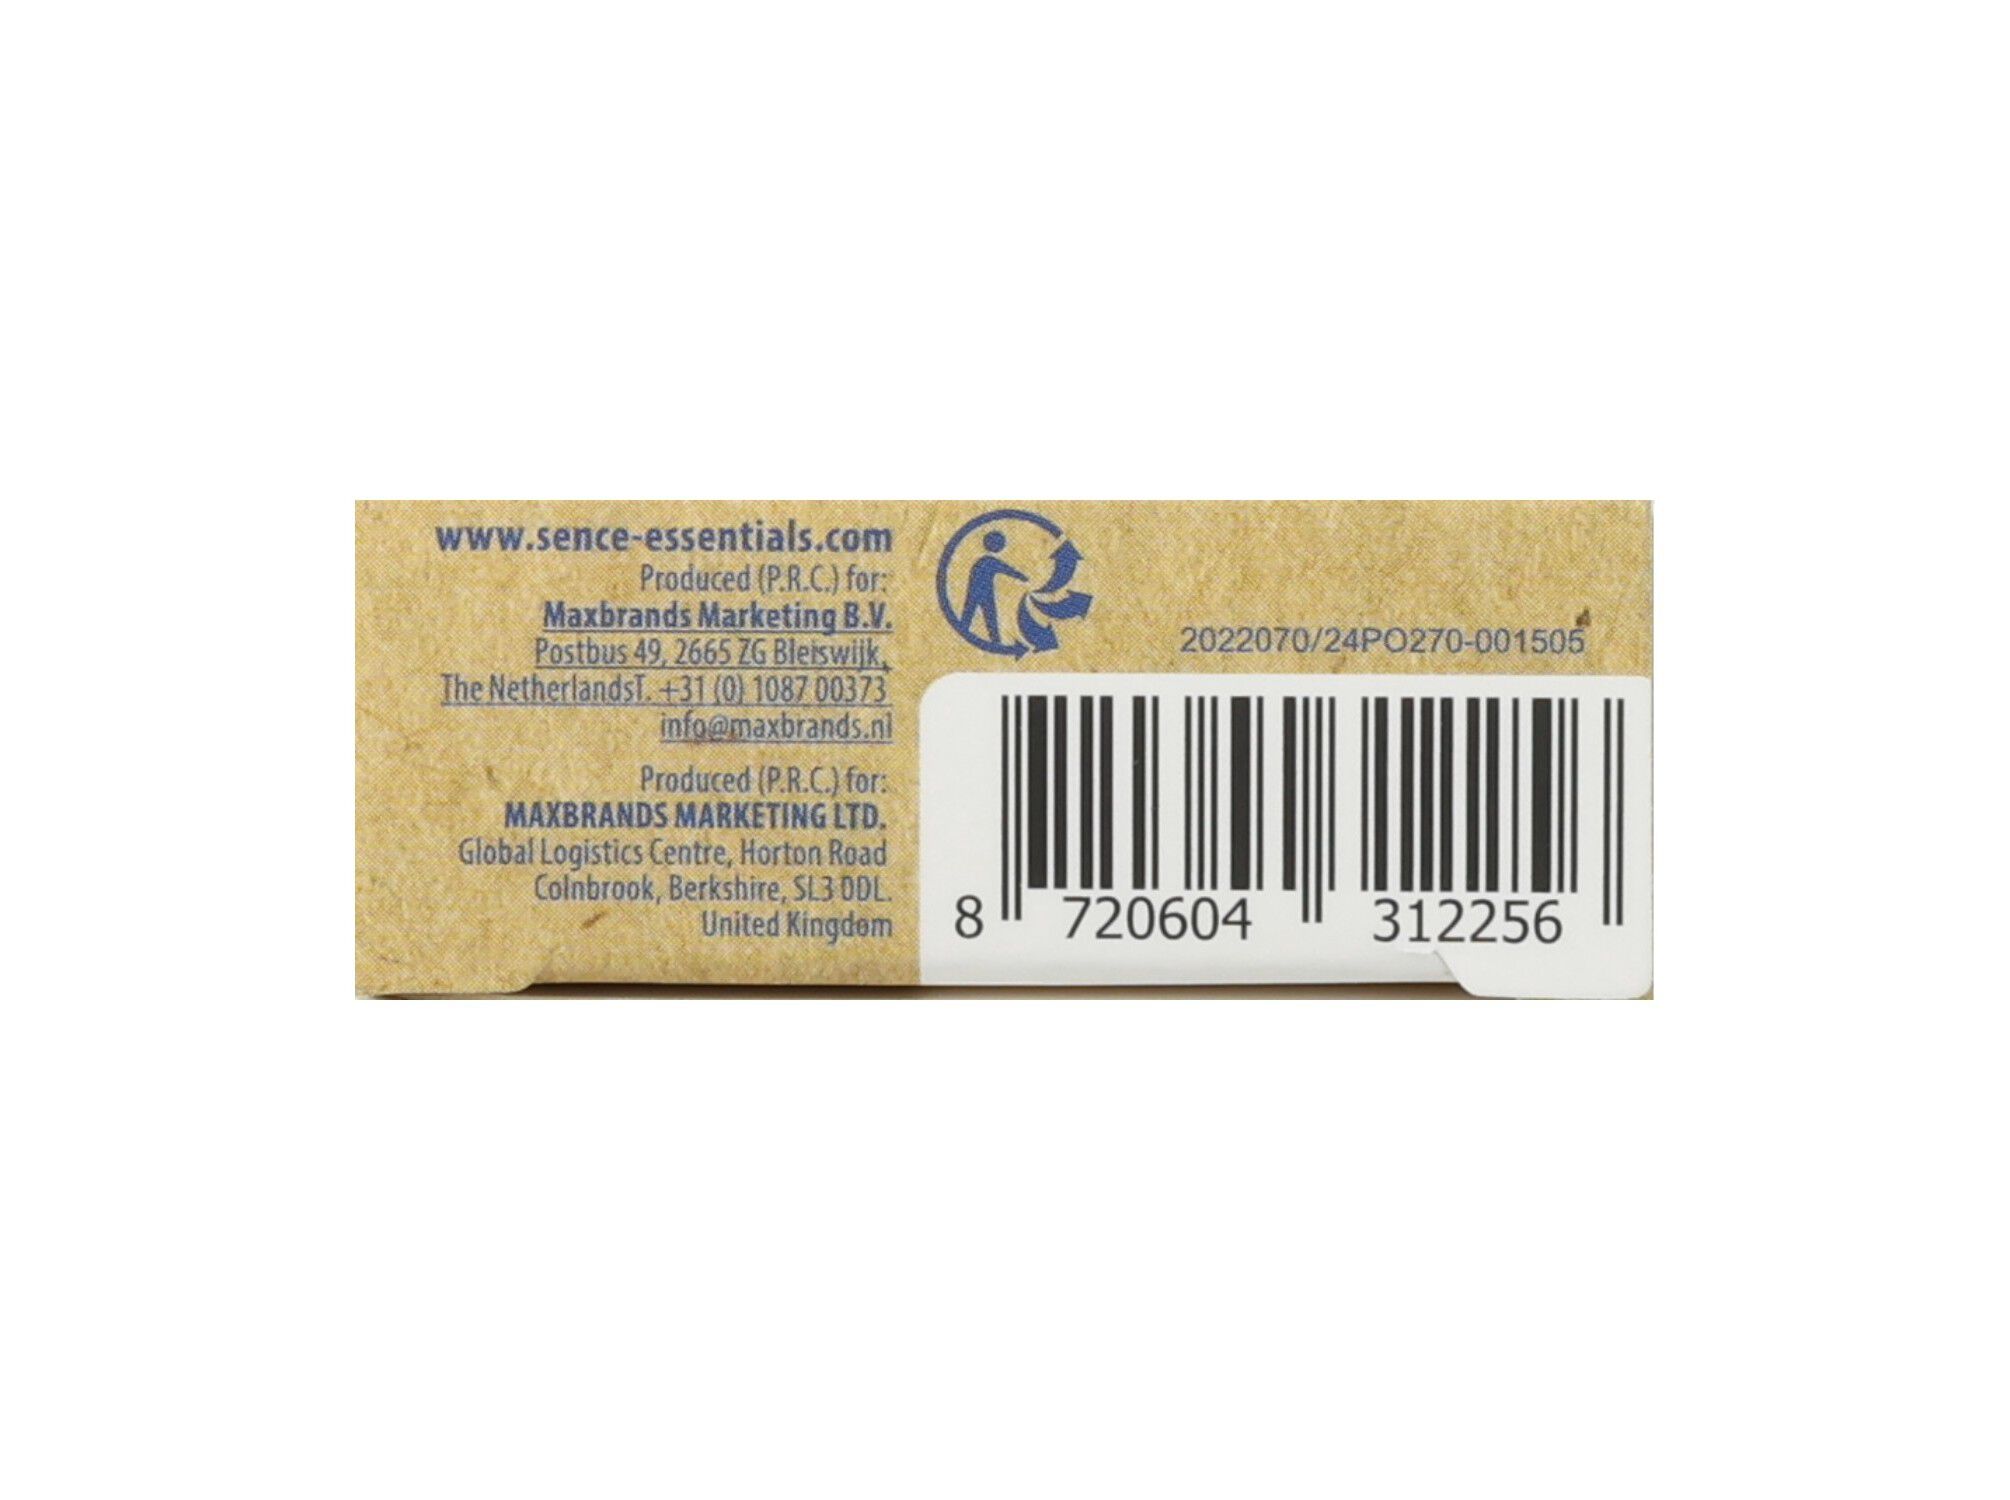 www.sence-essentials.com
Produced (P.R.C.) for:
Maxbrands Marketing B.V.
Postbus 49, 2665 ZG Bleiswijk,
The NetherlandsT. +31 (0) 1087 00373
info@maxbrands.nl
Produced (P.R.C.) for:
MAXBRANDS MARKETING LTD.
Global Logistics Centre, Horton Road
Colnbrook, Berkshire, SL3 0DL.
United Kingdom
2022070/24PO270-001505
8 720604 312256